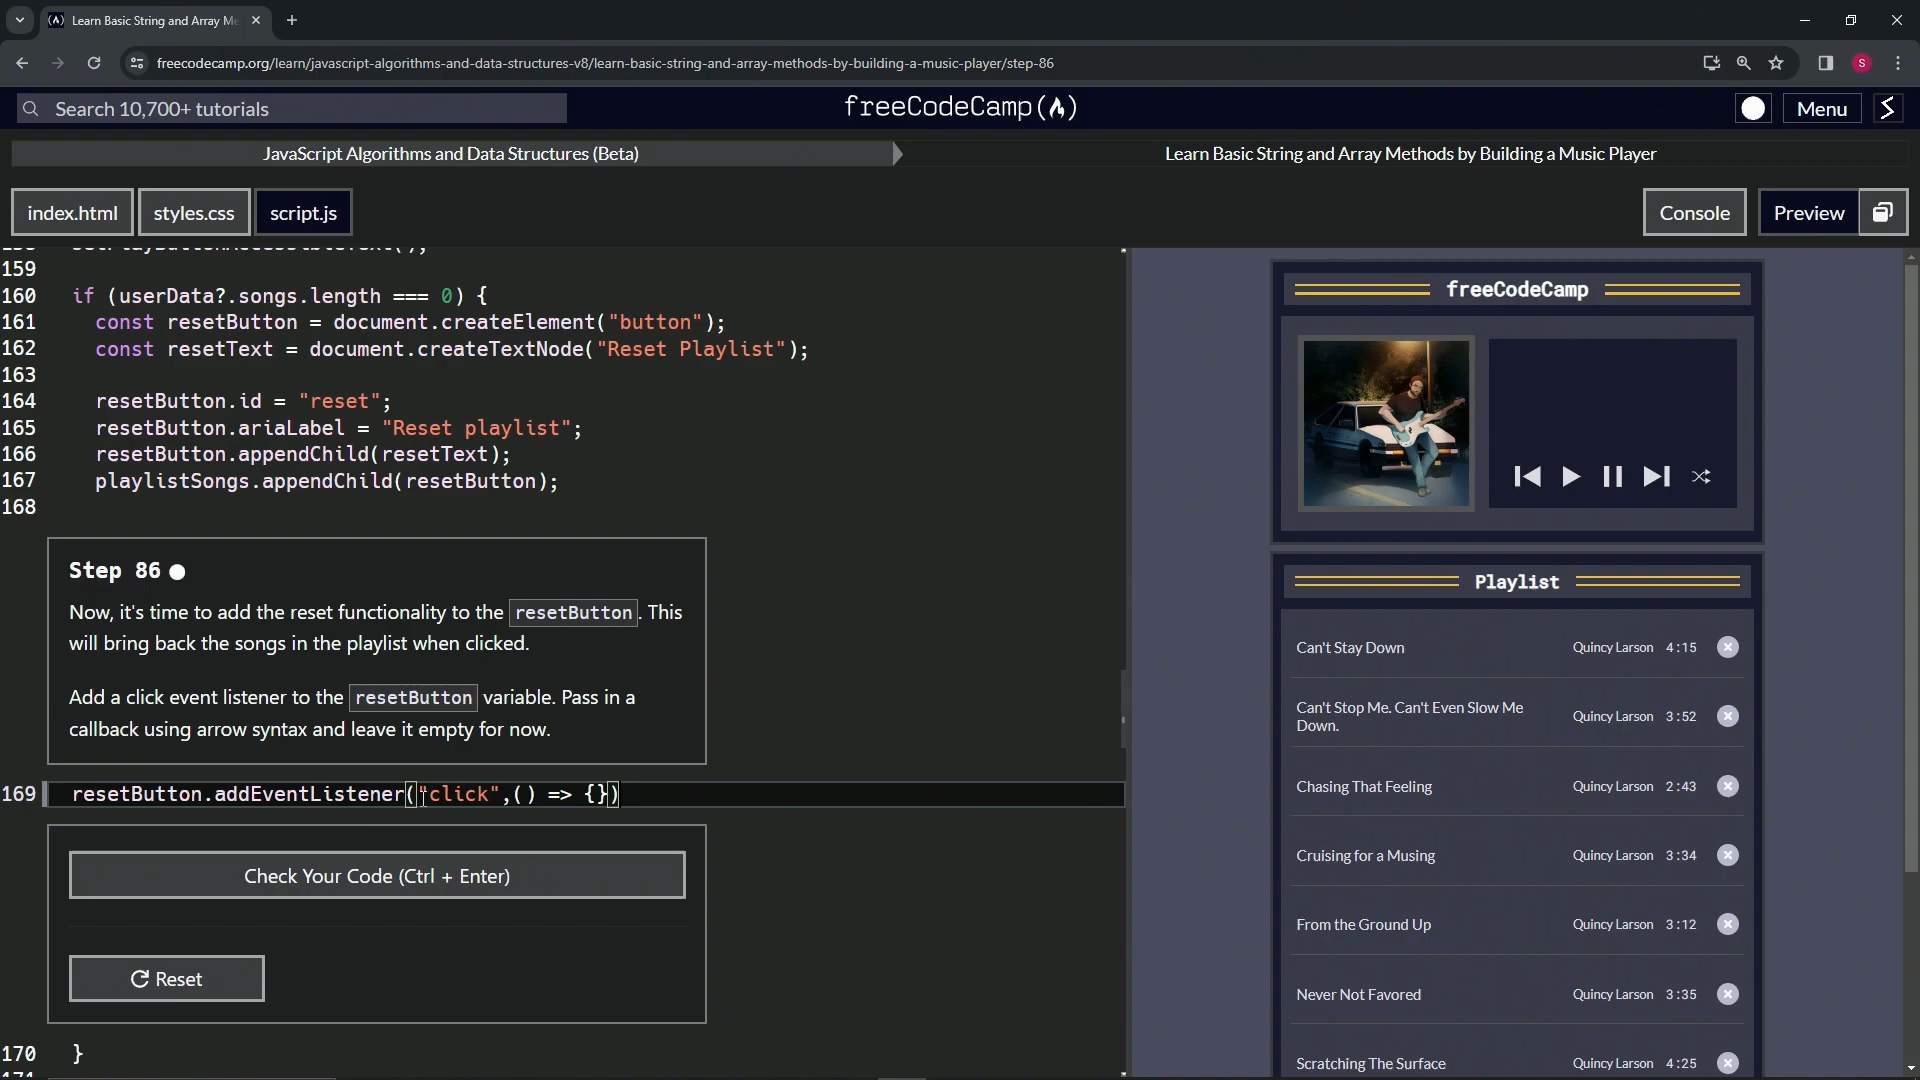 Learn Basic String and Array Me
freecodecamp.org/learn/javascript-algorithms-and-data-structures-v8/learn-basic-string-and-array-methods-by-building-a-music-player/step-86
S
Search 10,700+ tutorials
freeCodeCamp
Menu
JavaScript Algorithms and Data Structures (Beta)
Learn Basic String and Array Methods by Building a Music Player
index.html
styles.css
script.js
Console
Preview
159
160 if (userData?.songs.length === 0) {
161 const resetButton = document.createElement("button");
162 const resetText = document.createTextNode("Reset Playlist");
163
164 resetButton.id = "reset";
165 resetButton.ariaLabel = "Reset playlist";
166 resetButton.appendChild(resetText);
167 playlistSongs.appendChild(resetButton);
168
Step 86
Now, it's time to add the reset functionality to the resetButton. This
will bring back the songs in the playlist when clicked.
Add a click event listener to the resetButton variable. Pass in a
callback using arrow syntax and leave it empty for now.
169 resetButton.addEventListener("click",() => {})
Check Your Code (Ctrl + Enter)
Reset
170 }
freeCodeCamp
Playlist
Can't Stay Down Quincy Larson 4:15
Can't Stop Me. Can't Even Slow Me
Down. Quincy Larson 3:52
Chasing That Feeling Quincy Larson 2:43
Cruising for a Musing Quincy Larson 3:34
From the Ground Up Quincy Larson 3:12
Never Not Favored Quincy Larson 3:35
Scratching The Surface Quincy Larson 4:25